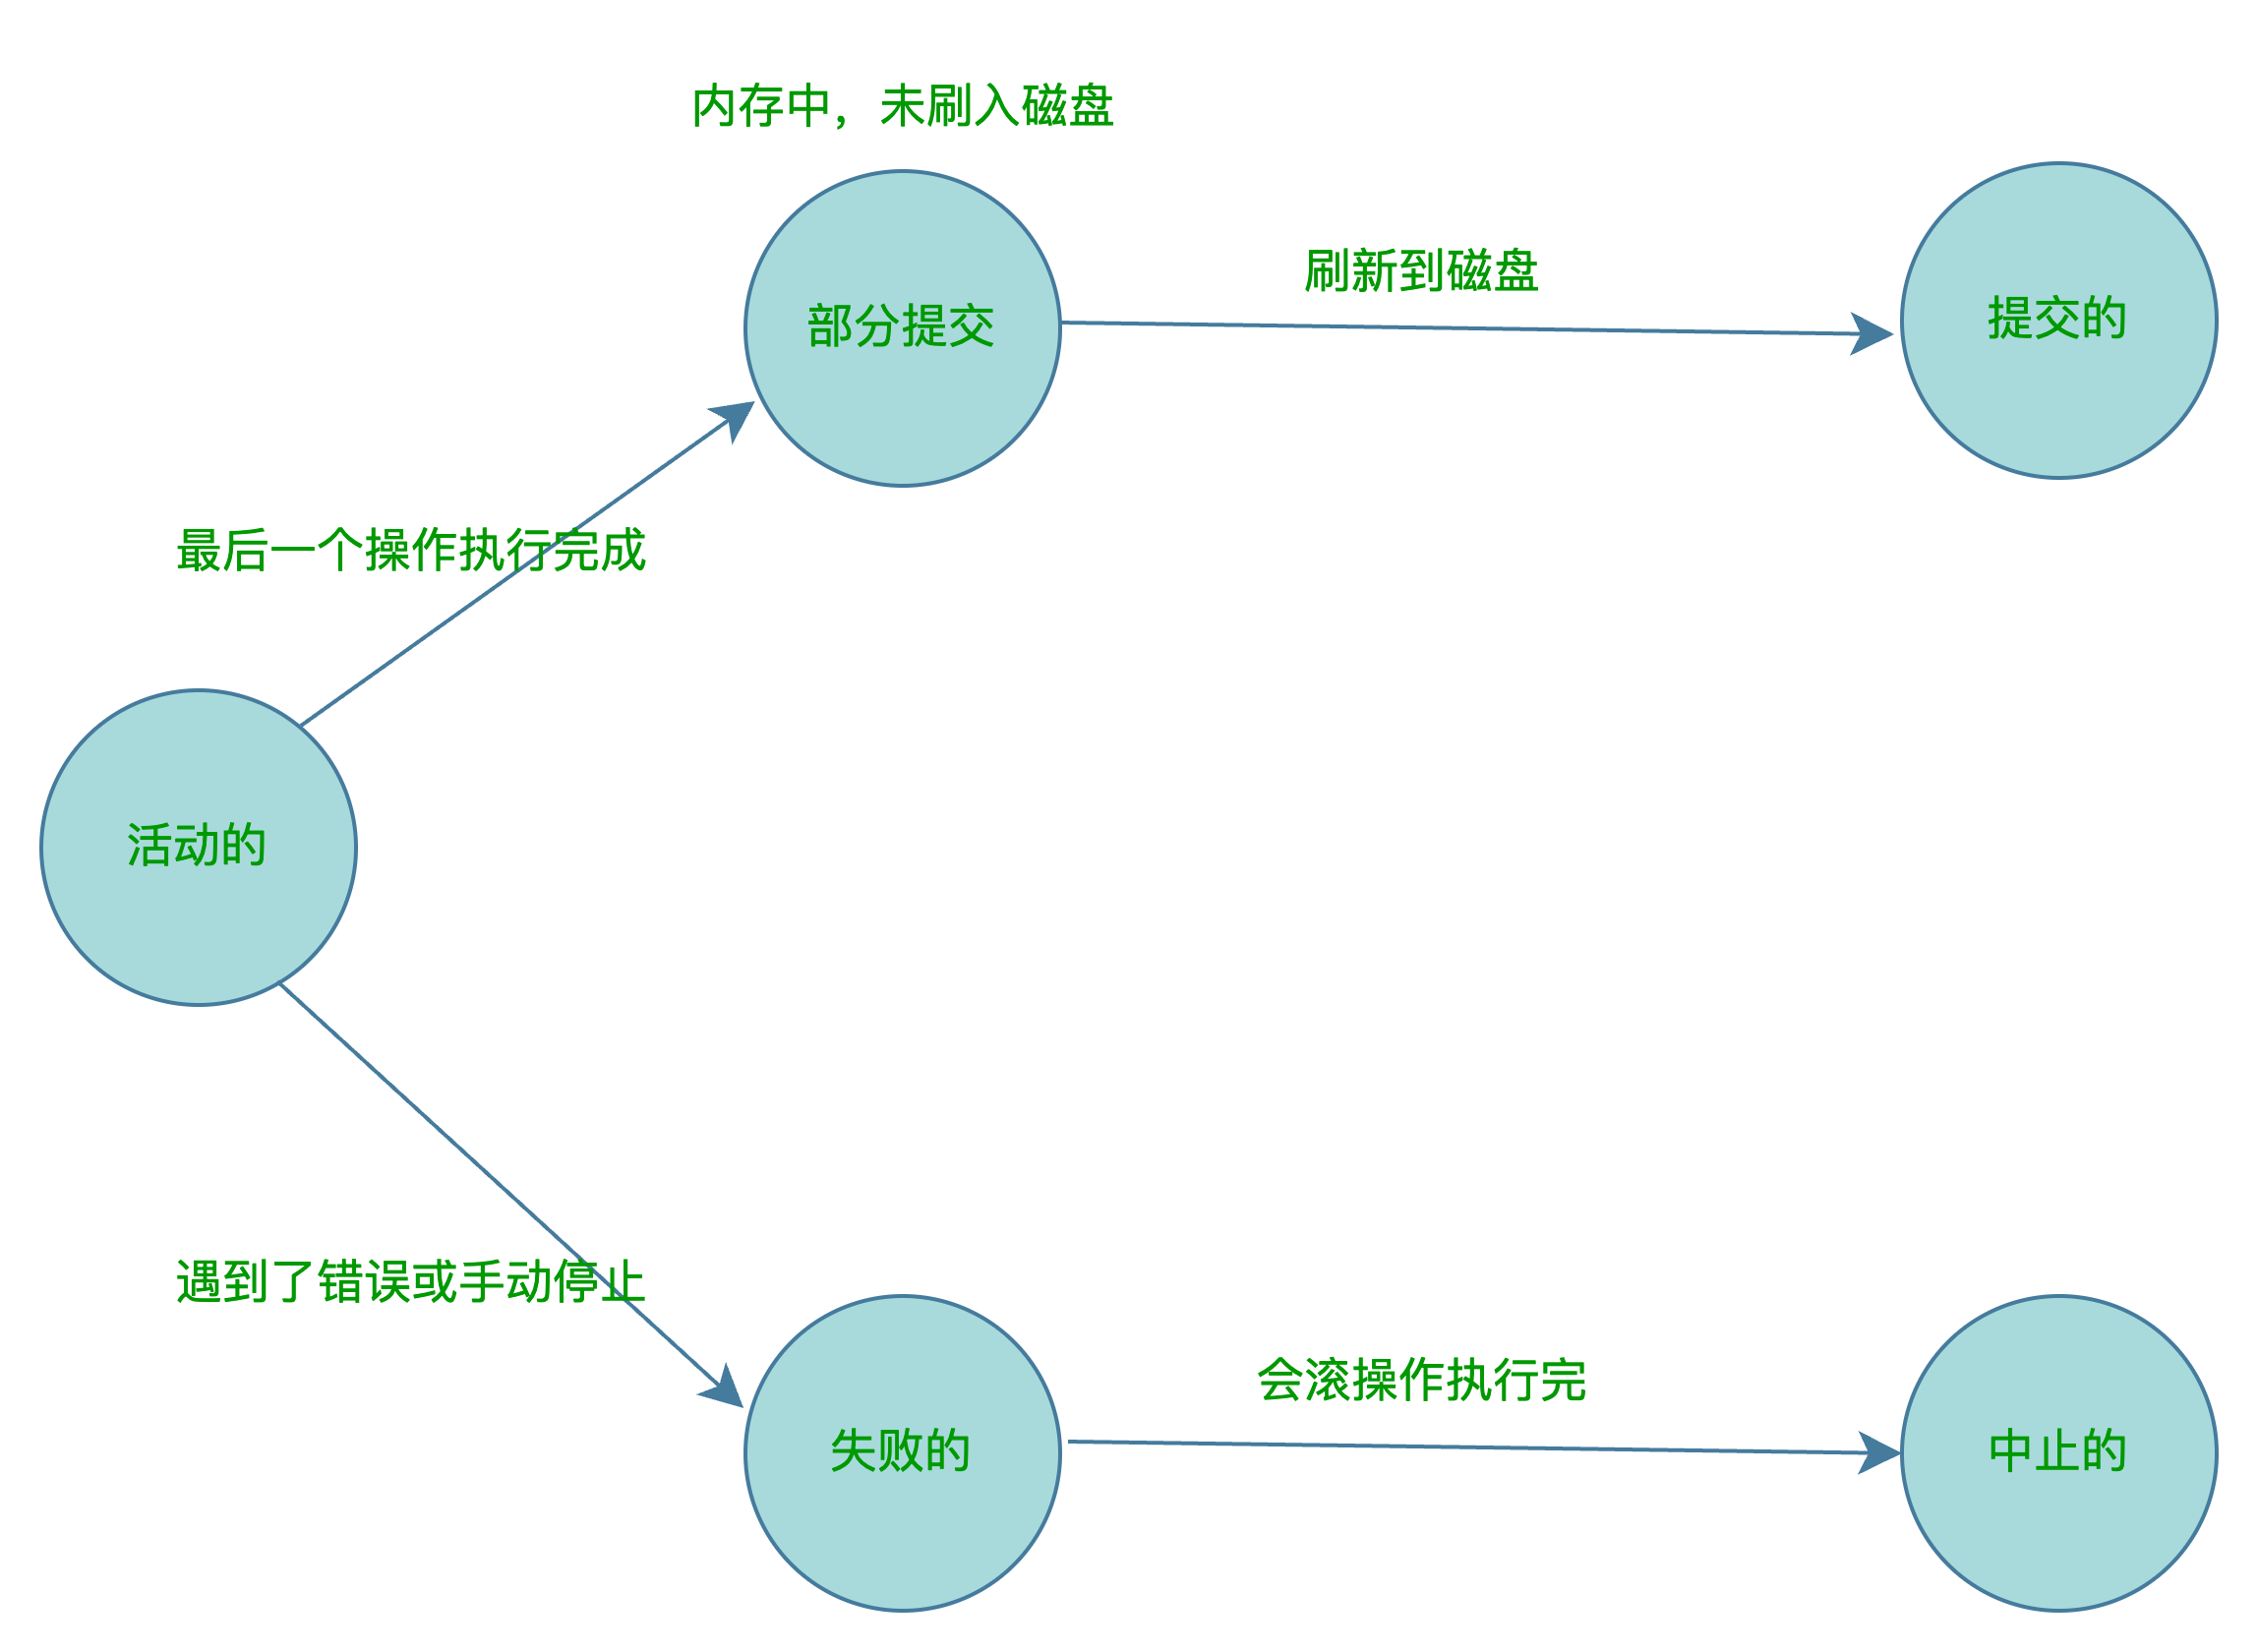 内存中，未刷入磁盘
部分提交
刷新到磁盘
提交的
最后一个操作执行完成
活动的
遇到了错误或手动停止
失败的
会滚操作执行完
中止的